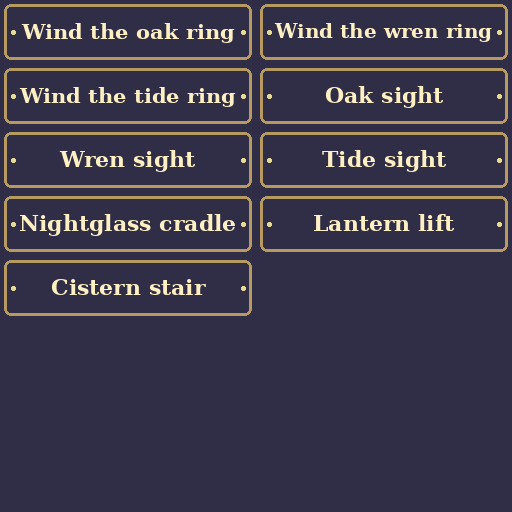 Wind the oak ring
Wind the wren ring
Wind the tide ring
Oak sight
Wren sight
Tide sight
Nightglass cradle
Lantern lift
Cistern stair